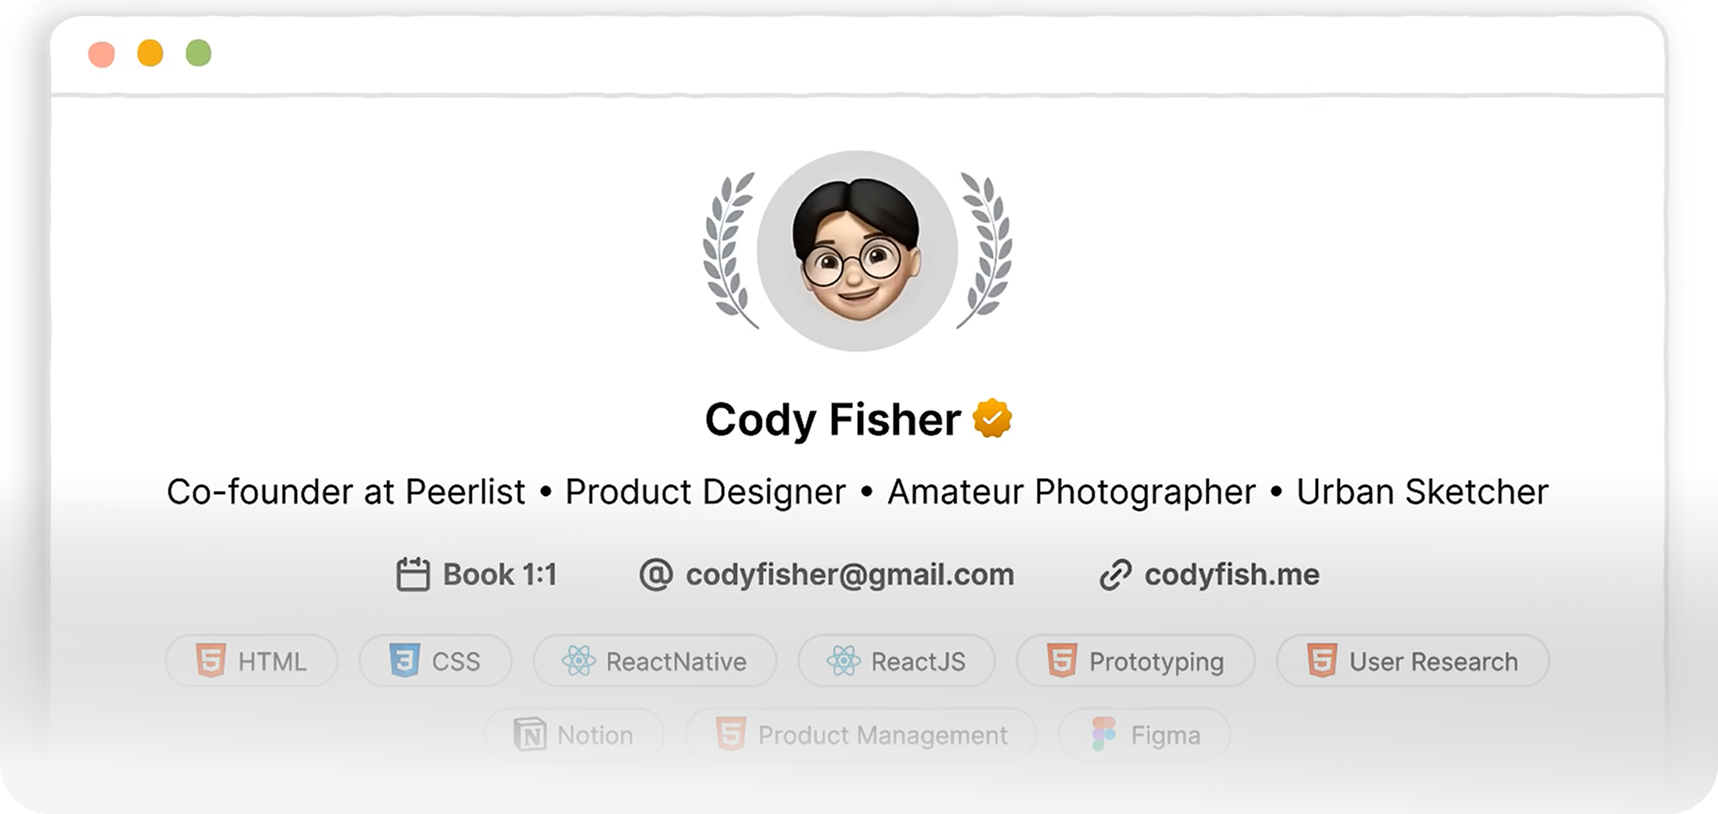 Cody Fisher
Co-founder at Peerlist • Product Designer • Amateur Photographer • Urban Sketcher
Book 1:1 @ codyfisher@gmail.com codyfish.me
HTML CSS ReactNative ReactJS Prototyping User Research
Notion Product Management Figma